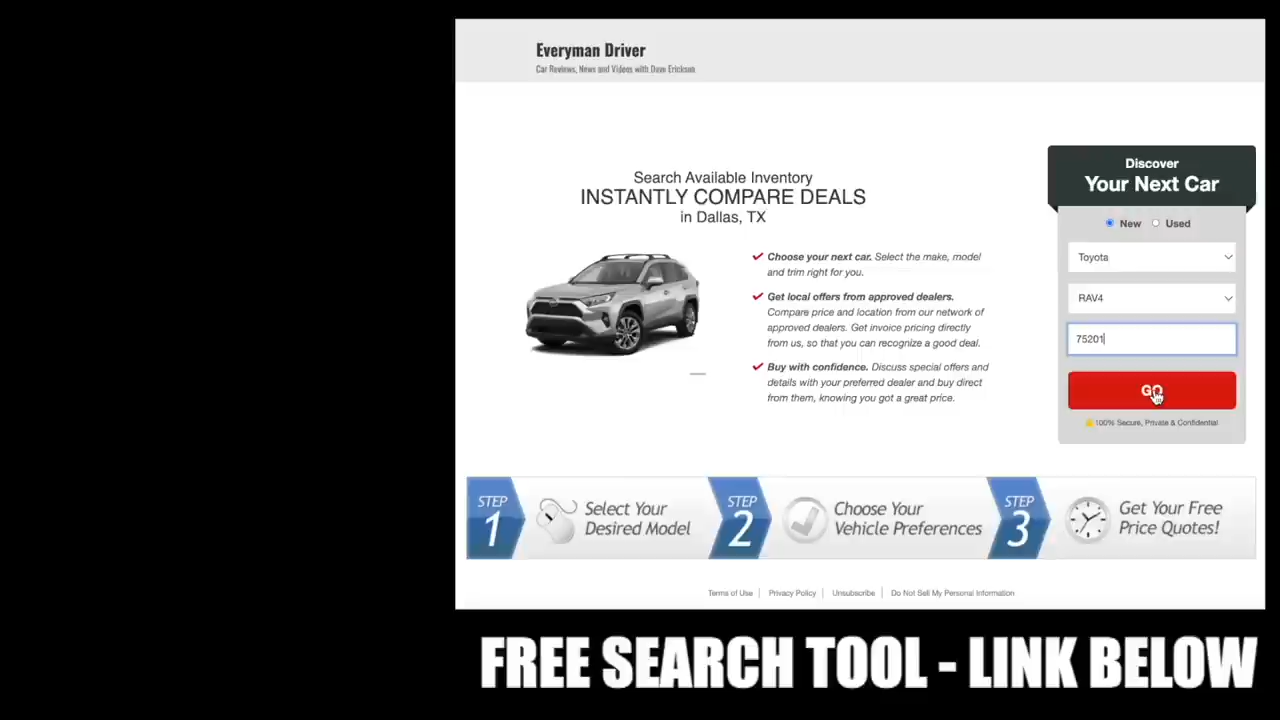 Everyman Driver
Car Reviews, News and Videos with Dave Erickson
Search Available Inventory
INSTANTLY COMPARE DEALS
in Dallas, TX
Choose your next car. Select the make, model
and trim right for you.
Get local offers from approved dealers.
Compare price and location from our network of
approved dealers. Get invoice pricing directly
from us, so that you can recognize a good deal.
Buy with confidence. Discuss special offers and
details with your preferred dealer and buy direct
from them, knowing you got a great price.
Discover
Your Next Car
New Used
Toyota
RAV4
75201
GO
100% Secure, Private & Confidential
STEP
1
Select Your
Desired Model
STEP
2
Choose Your
Vehicle Preferences
STEP
3
Get Your Free
Price Quotes!
Terms of Use | Privacy Policy | Unsubscribe | Do Not Sell My Personal Information
FREE SEARCH TOOL - LINK BELOW